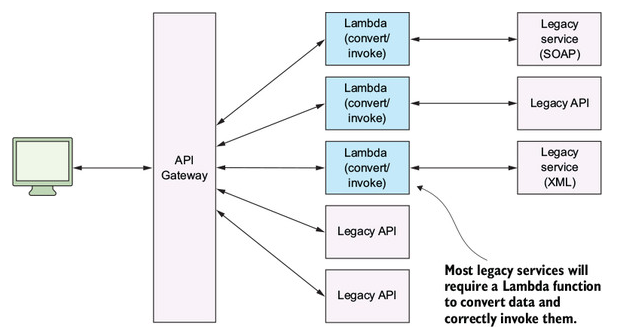 Lambda
(convert/
invoke)
Legacy
service
(SOAP)
Lambda
(convert/
invoke)
Legacy API
API
Gateway
Lambda
(convert/
invoke)
Legacy
service
(XML)
Legacy API
Legacy API
Most legacy services will
require a Lambda function
to convert data and
correctly invoke them.